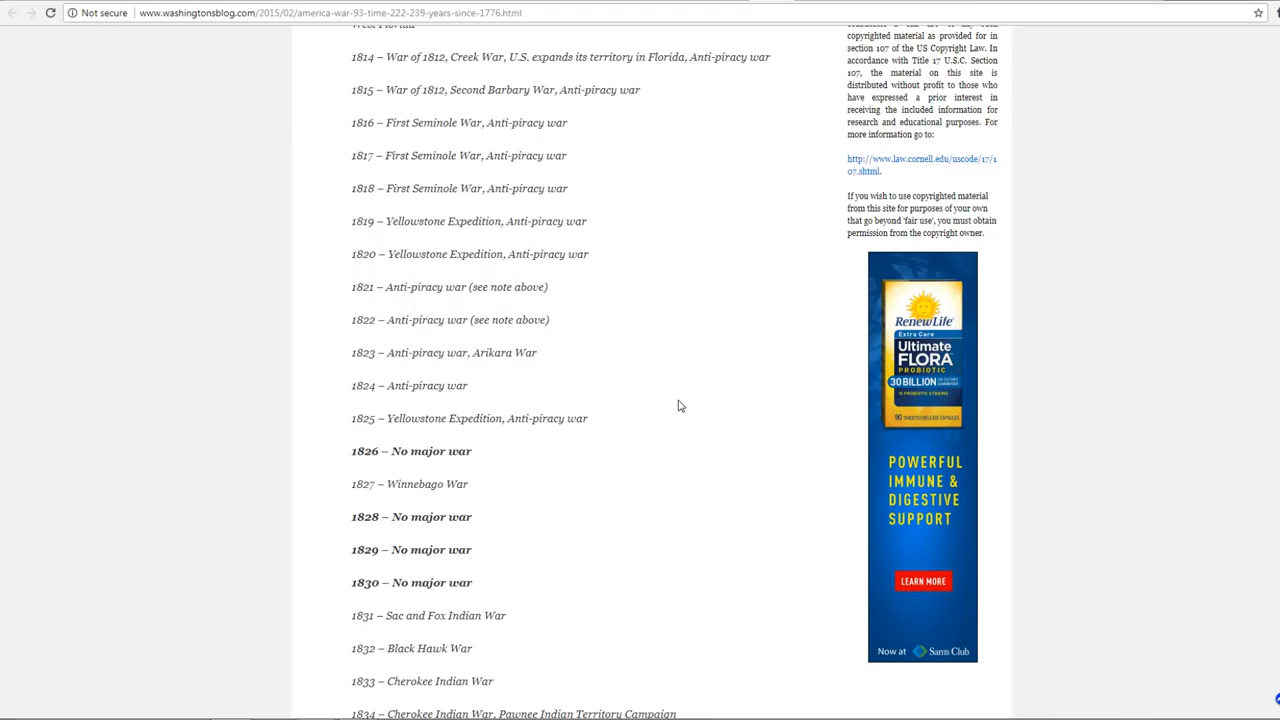 Not secure | www.washingtonsblog.com/2015/02/america-war-93-time-222-239-years-since-1776.html
West Florida
1814 – War of 1812, Creek War, U.S. expands its territory in Florida, Anti-piracy war
1815 – War of 1812, Second Barbary War, Anti-piracy war
1816 – First Seminole War, Anti-piracy war
1817 – First Seminole War, Anti-piracy war
1818 – First Seminole War, Anti-piracy war
1819 – Yellowstone Expedition, Anti-piracy war
1820 – Yellowstone Expedition, Anti-piracy war
1821 – Anti-piracy war (see note above)
1822 – Anti-piracy war (see note above)
1823 – Anti-piracy war, Arikara War
1824 – Anti-piracy war
1825 – Yellowstone Expedition, Anti-piracy war
1826 – No major war
1827 – Winnebago War
1828 – No major war
1829 – No major war
1830 – No major war
1831 – Sac and Fox Indian War
1832 – Black Hawk War
1833 – Cherokee Indian War
1834 – Cherokee Indian War, Pawnee Indian Territory Campaign
copyrighted material as provided for in
section 107 of the US Copyright Law. In
accordance with Title 17 U.S.C. Section
107, the material on this site is
distributed without profit to those who
have expressed a prior interest in
receiving the included information for
research and educational purposes. For
more information go to:
http://www.law.cornell.edu/uscode/17/1
07.shtml.
If you wish to use copyrighted material
from this site for purposes of your own
that go beyond 'fair use', you must obtain
permission from the copyright owner.
RenewLife
Extra Care
Ultimate
FLORA
PROBIOTIC
30 BILLION
90
POWERFUL
IMMUNE &
DIGESTIVE
SUPPORT
LEARN MORE
Now at Sams Club